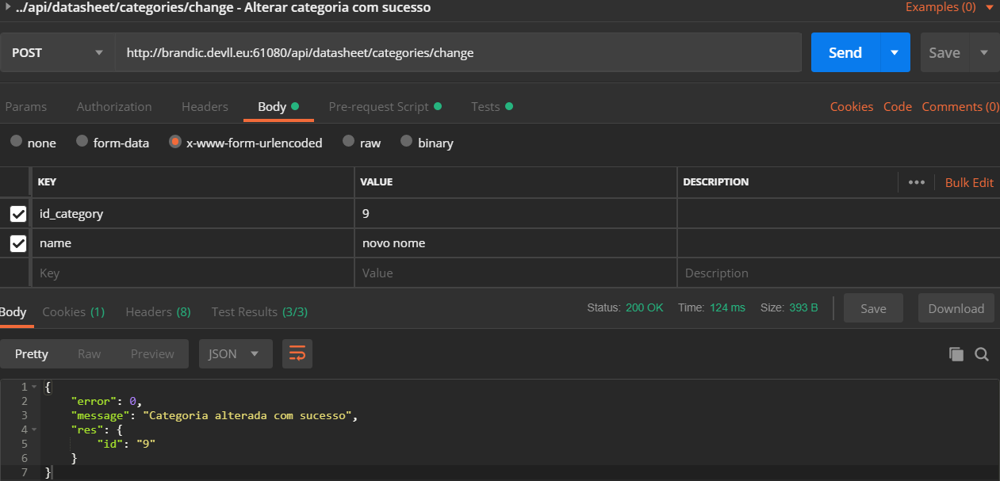 ../api/datasheet/categories/change - Alterar categoria com sucesso Examples (0)
POST http://brandic.devll.eu:61080/api/datasheet/categories/change Send Save
Params Authorization Headers Body Pre-request Script Tests Cookies Code Comments (0)
none form-data x-www-form-urlencoded raw binary
KEY VALUE DESCRIPTION ••• Bulk Edit
id_category 9
name novo nome
Key Value Description
Body Cookies (1) Headers (8) Test Results (3/3) Status: 200 OK Time: 124 ms Size: 393 B Save Download
Pretty Raw Preview JSON
1 {
2 "error": 0,
3 "message": "Categoria alterada com sucesso",
4 "res": {
5 "id": "9"
6 }
7 }